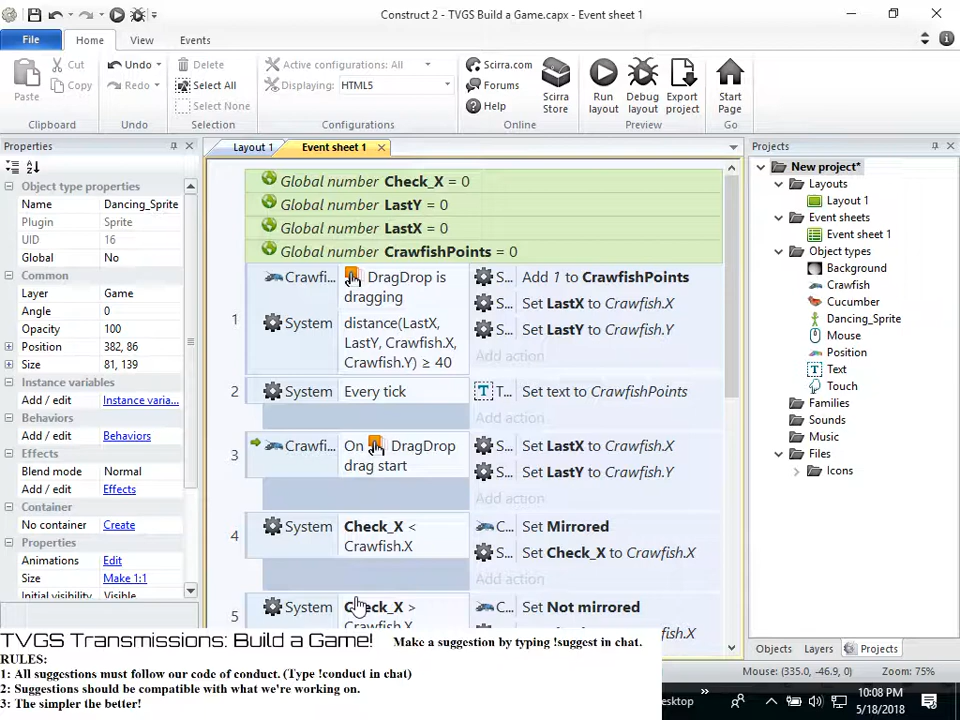 Construct 2 - TVGS Build a Game.capx - Event sheet 1
File Home View Events
Paste Cut Copy Clipboard
Undo Redo Undo
Delete Select All Select None Selection
Active configurations: All
Displaying: HTML5
Configurations
Scirra.com Forums Help Scirra Store Online
Run layout Debug layout Export project Preview
Start Page Go
Properties
Object type properties
Name Dancing_Sprite
Plugin Sprite
UID 16
Global No
Common
Layer Game
Angle 0
Opacity 100
Position 382, 86
Size 81, 139
Instance variables
Add / edit Instance varia...
Behaviors
Add / edit Behaviors
Effects
Blend mode Normal
Add / edit Effects
Container
No container Create
Properties
Animations Edit
Size Make 1:1
Initial visibility Visible
Layout 1 Event sheet 1
Global number Check_X = 0
Global number LastY = 0
Global number LastX = 0
Global number CrawfishPoints = 0
1 Crawfi... DragDrop is dragging
System distance(LastX, LastY, Crawfish.X, Crawfish.Y) ≥ 40
S... Add 1 to CrawfishPoints
S... Set LastX to Crawfish.X
S... Set LastY to Crawfish.Y
Add action
2 System Every tick T... Set text to CrawfishPoints
3 Crawfi... On DragDrop drag start
S... Set LastX to Crawfish.X
S... Set LastY to Crawfish.Y
Add action
4 System Check_X < Crawfish.X
C... Set Mirrored
S... Set Check_X to Crawfish.X
Add action
5 System Check_X > Crawfish.X
C... Set Not mirrored
S... Set Check_X to Crawfish.X
Projects
New project*
Layouts
Layout 1
Event sheets
Event sheet 1
Object types
Background
Crawfish
Cucumber
Dancing_Sprite
Mouse
Position
Text
Touch
Families
Sounds
Music
Files
Icons
Objects Layers Projects
Mouse: (335.0, -46.9, 0) Zoom: 75%
TVGS Transmissions: Build a Game! Make a suggestion by typing !suggest in chat.
RULES:
1: All suggestions must follow our code of conduct. (Type !conduct in chat)
2: Suggestions should be compatible with what we're working on.
3: The simpler the better!
esktop
10:08 PM
5/18/2018